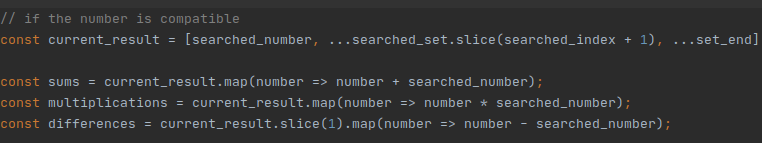 // if the number is compatible
const current_result = [searched_number, ...searched_set.slice(searched_index + 1), ...set_end]
const sums = current_result.map(number => number + searched_number);
const multiplications = current_result.map(number => number * searched_number);
const differences = current_result.slice(1).map(number => number - searched_number);